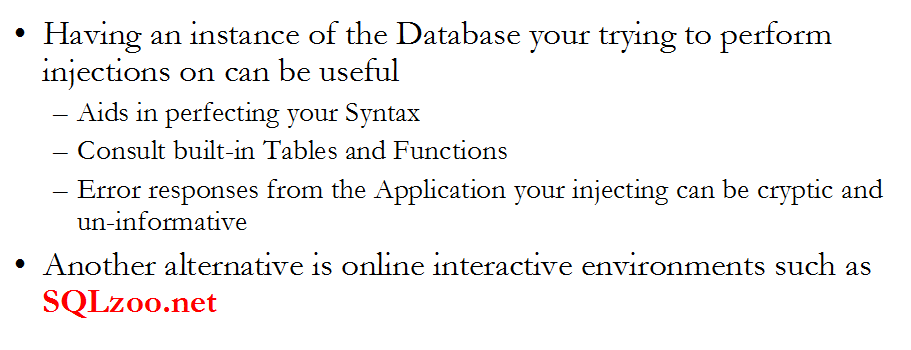 • Having an instance of the Database your trying to perform
injections on can be useful
– Aids in perfecting your Syntax
– Consult built-in Tables and Functions
– Error responses from the Application your injecting can be cryptic and
un-informative
• Another alternative is online interactive environments such as
SQLzoo.net